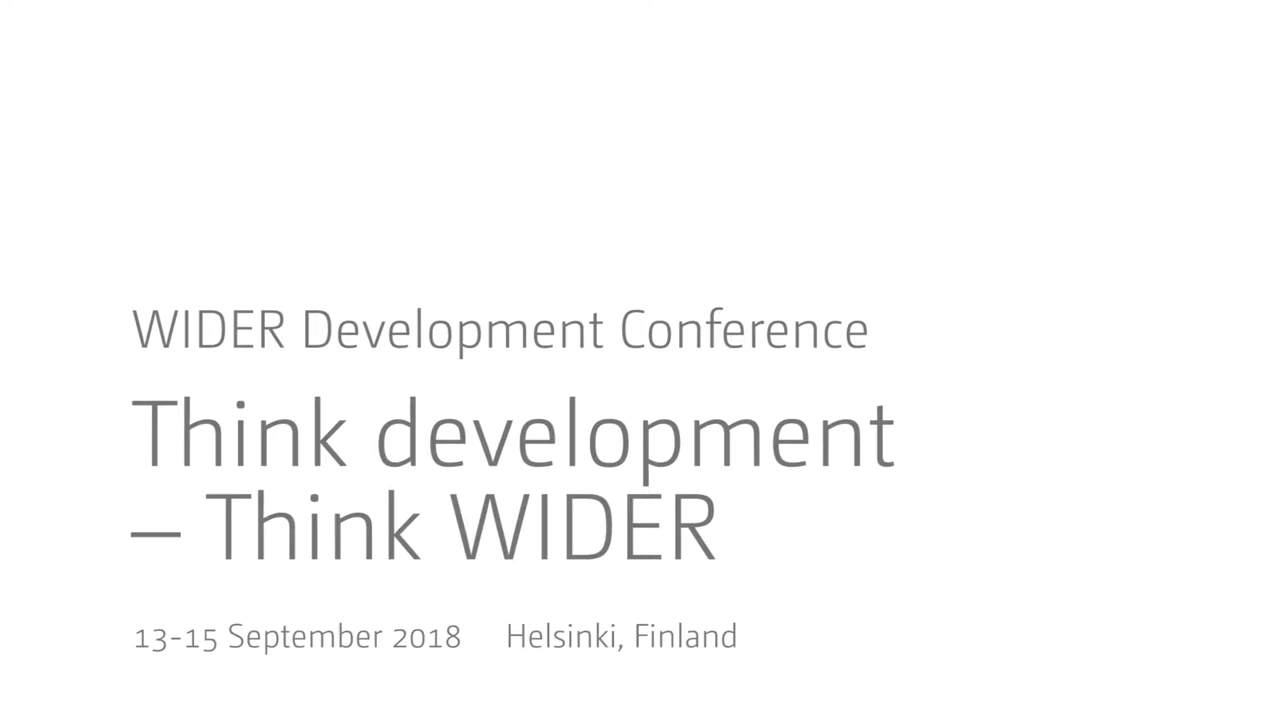 WIDER Development Conference
Think development
– Think WIDER
13-15 September 2018 Helsinki, Finland